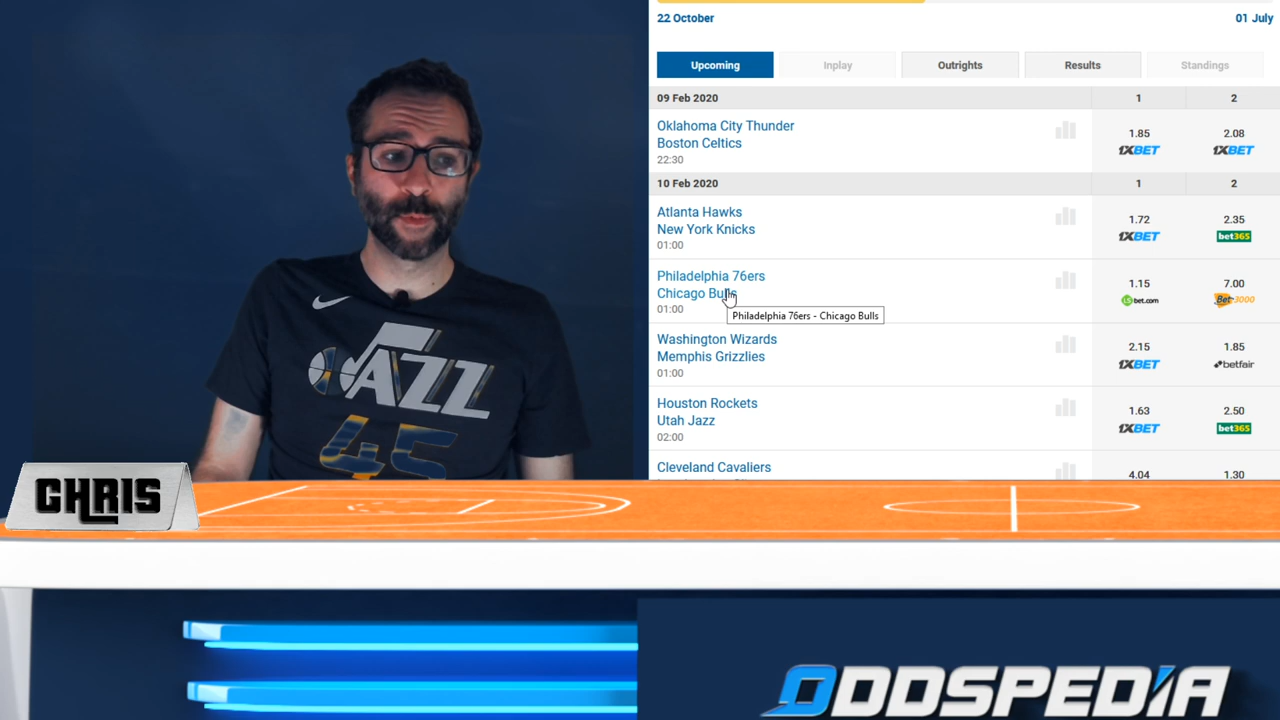 22 October
01 July
Upcoming
Inplay
Outrights
Results
Standings
09 Feb 2020
1
2
Oklahoma City Thunder
Boston Celtics
22:30
1.85
1XBET
2.08
1XBET
10 Feb 2020
1
2
Atlanta Hawks
New York Knicks
01:00
1.72
1XBET
2.35
bet365
Philadelphia 76ers
Chicago Bulls
01:00
1.15
bet.com
7.00
Bet3000
Philadelphia 76ers - Chicago Bulls
Washington Wizards
Memphis Grizzlies
01:00
2.15
1XBET
1.85
betfair
Houston Rockets
Utah Jazz
02:00
1.63
1XBET
2.50
bet365
Cleveland Cavaliers
4.04
1.30
JAZZ
45
CHRIS
ODDSPEDIA